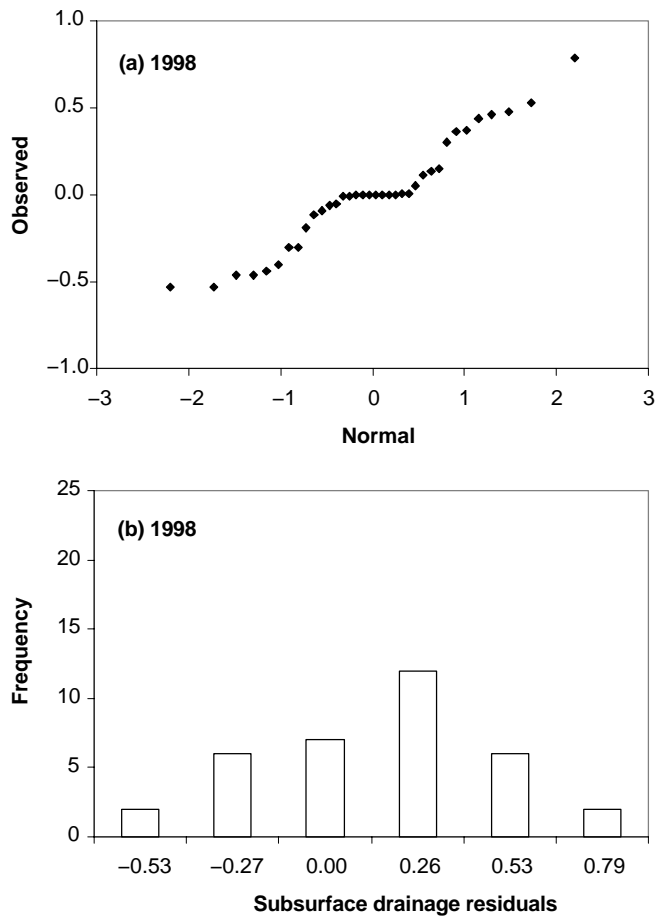 1.0
(a) 1998
0.5
0.0
Observed
−0.5
−1.0
−3 −2 −1 0 1 2 3
Normal
25
(b) 1998
20
15
Frequency
10
5
0
−0.53 −0.27 0.00 0.26 0.53 0.79
Subsurface drainage residuals